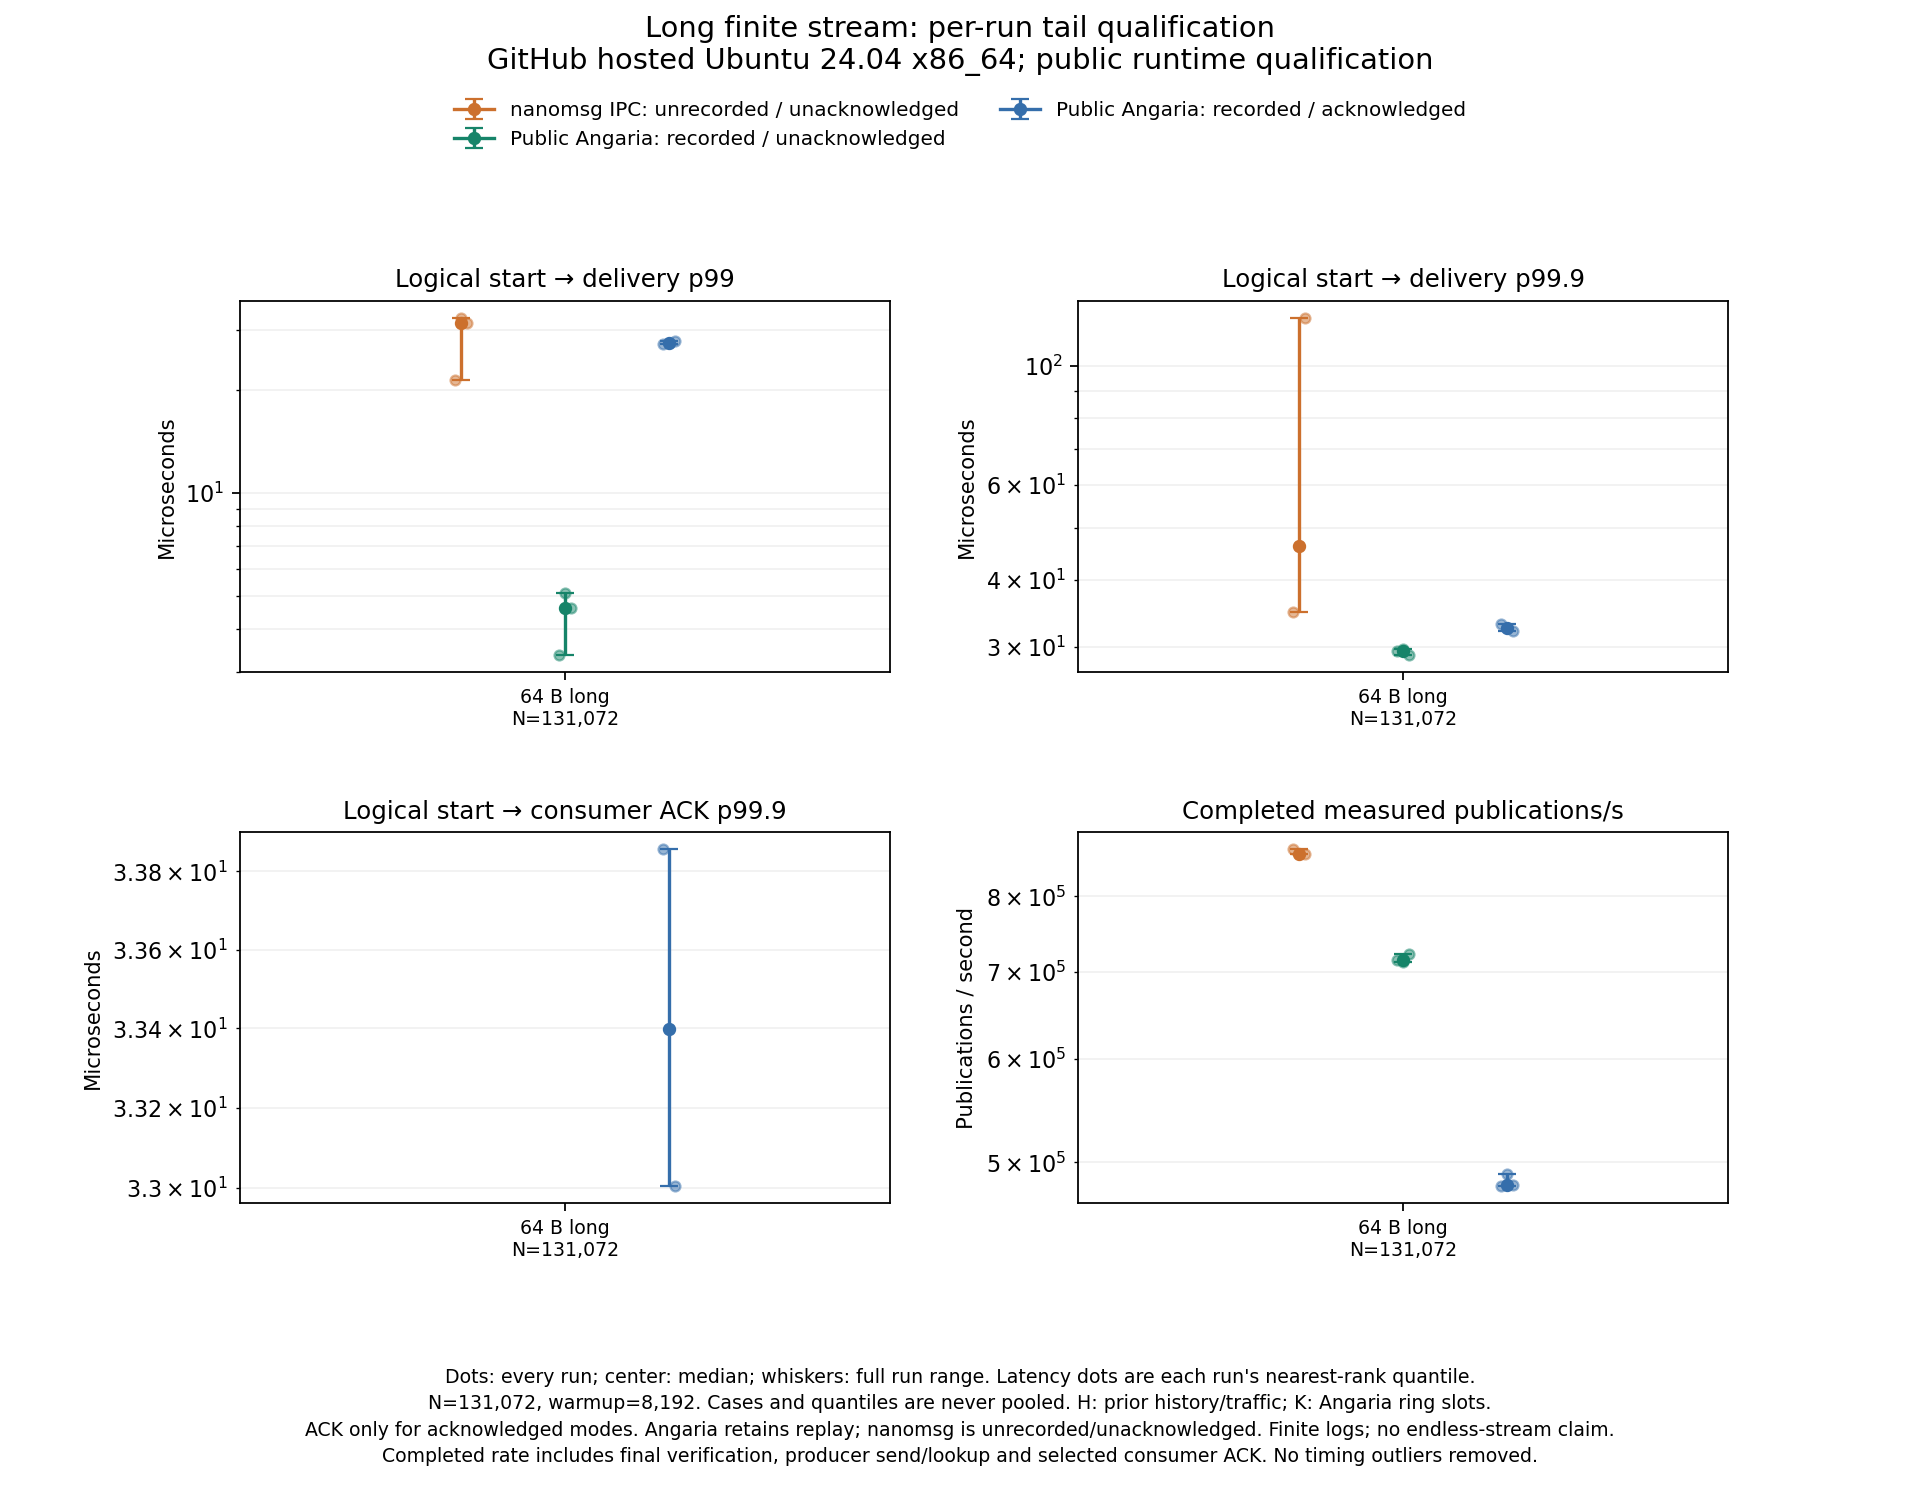 Long finite stream: per-run tail qualification
GitHub hosted Ubuntu 24.04 x86_64; public runtime qualification
nanomsg IPC: unrecorded / unacknowledged
Public Angaria: recorded / unacknowledged
Public Angaria: recorded / acknowledged
Logical start → delivery p99
Microseconds
10¹
64 B long
N=131,072
Logical start → delivery p99.9
Microseconds
10²
6 × 10¹
4 × 10¹
3 × 10¹
64 B long
N=131,072
Logical start → consumer ACK p99.9
Microseconds
3.38 × 10¹
3.36 × 10¹
3.34 × 10¹
3.32 × 10¹
3.3 × 10¹
64 B long
N=131,072
Completed measured publications/s
Publications / second
8 × 10⁵
7 × 10⁵
6 × 10⁵
5 × 10⁵
64 B long
N=131,072
Dots: every run; center: median; whiskers: full run range. Latency dots are each run's nearest-rank quantile.
N=131,072, warmup=8,192. Cases and quantiles are never pooled. H: prior history/traffic; K: Angaria ring slots.
ACK only for acknowledged modes. Angaria retains replay; nanomsg is unrecorded/unacknowledged. Finite logs; no endless-stream claim.
Completed rate includes final verification, producer send/lookup and selected consumer ACK. No timing outliers removed.